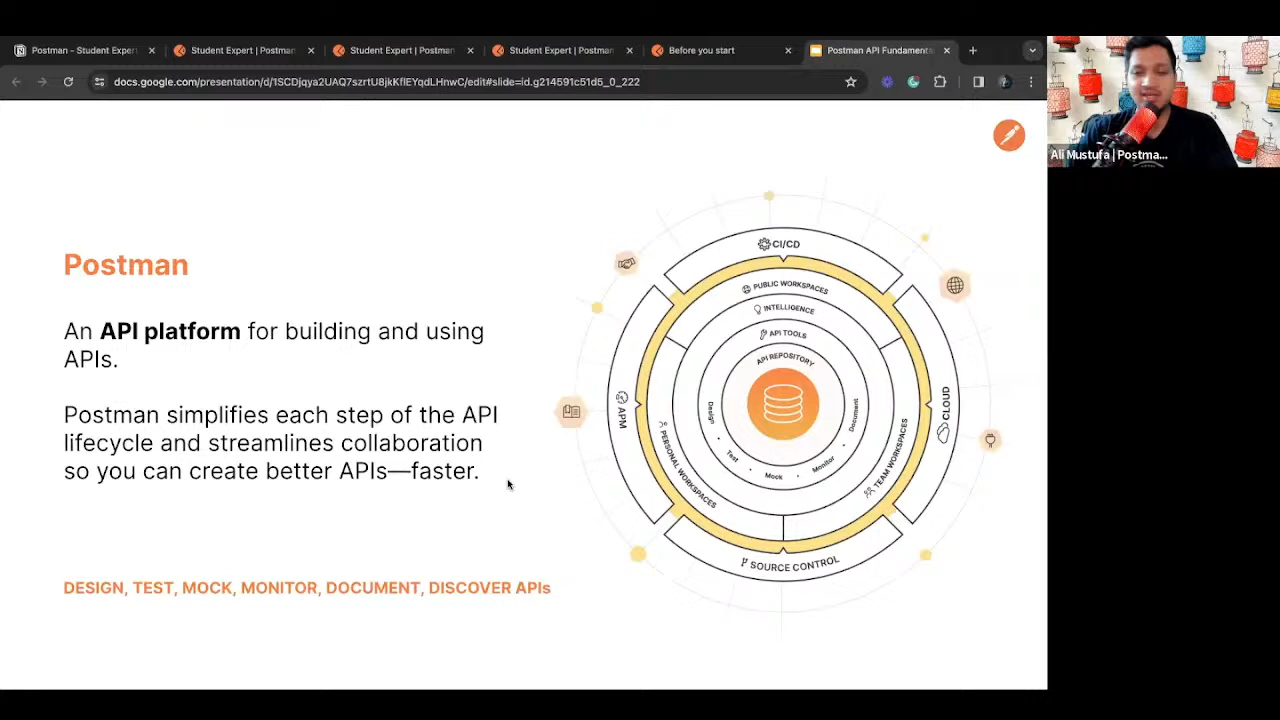 Postman - Student Exper
Student Expert | Postman
Student Expert | Postman
Student Expert | Postman
Before you start
Postman API Fundament
docs.google.com/presentation/d/1SCDjqya2UAQ7szrtU8jkKflEYqdLHnwC/edit#slide=id.g214591c51d5_0_222
Ali Mustufa | Postma...
Postman
An API platform for building and using
APIs.
Postman simplifies each step of the API
lifecycle and streamlines collaboration
so you can create better APIs—faster.
DESIGN, TEST, MOCK, MONITOR, DOCUMENT, DISCOVER APIs
CI/CD
PUBLIC WORKSPACES
INTELLIGENCE
API TOOLS
API REPOSITORY
Design • Test • Mock • Monitor • Document
APM
CLOUD
PERSONAL WORKSPACES
TEAM WORKSPACES
SOURCE CONTROL